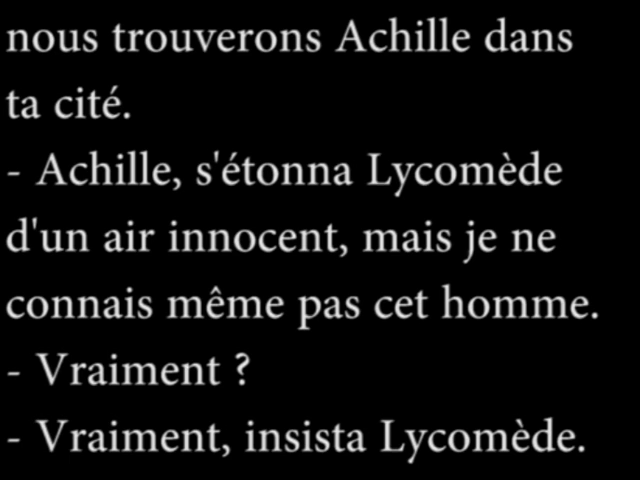 nous trouverons Achille dans
ta cité.
- Achille, s'étonna Lycomède
d'un air innocent, mais je ne
connais même pas cet homme.
- Vraiment ?
- Vraiment, insista Lycomède.